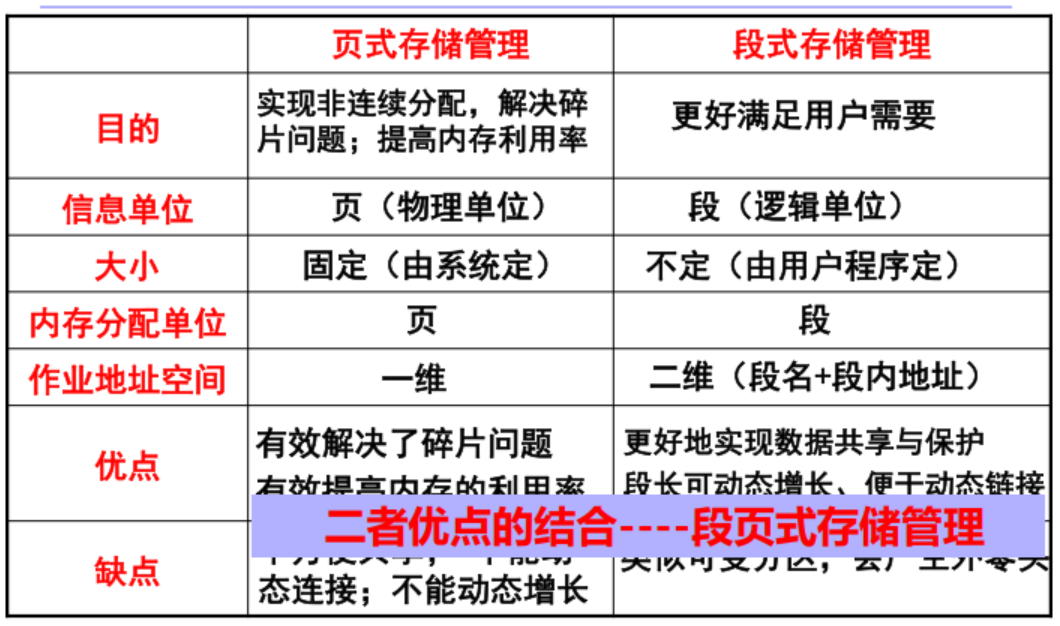 页式存储管理
段式存储管理
目的
实现非连续分配，解决碎
片问题；提高内存利用率
更好满足用户需要
信息单位
页（物理单位）
段（逻辑单位）
大小
固定（由系统定）
不定（由用户程序定）
内存分配单位
页
段
作业地址空间
一维
二维（段名+段内地址）
优点
有效解决了碎片问题
有效提高内存的利用率
更好地实现数据共享与保护
段长可动态增长、便于动态链接
二者优点的结合----段页式存储管理
缺点
态连接；不能动态增长